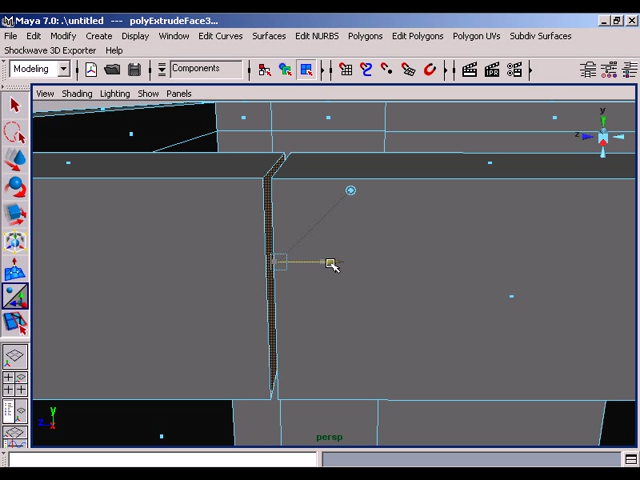 Maya 7.0: .\untitled --- polyExtrudeFace3...
File Edit Modify Create Display Window Edit Curves Surfaces Edit NURBS Polygons Edit Polygons Polygon UVs Subdiv Surfaces
Shockwave 3D Exporter Help
Modeling
Components
IPR
View Shading Lighting Show Panels
y
z
y
z
x
persp